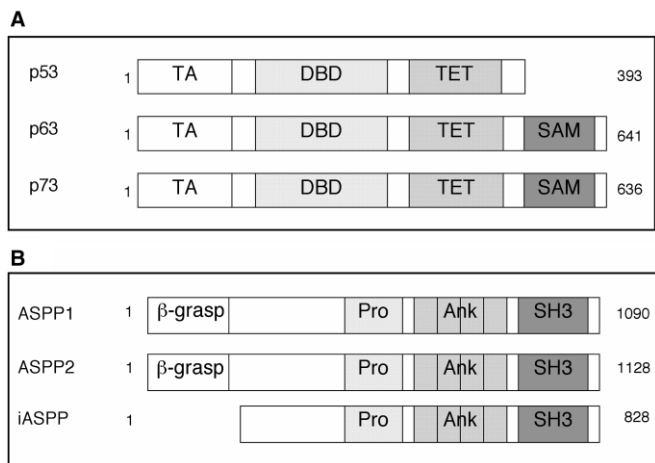 A
p53 1 TA DBD TET 393
p63 1 TA DBD TET SAM 641
p73 1 TA DBD TET SAM 636
B
ASPP1 1 β-grasp Pro Ank SH3 1090
ASPP2 1 β-grasp Pro Ank SH3 1128
iASPP 1 Pro Ank SH3 828